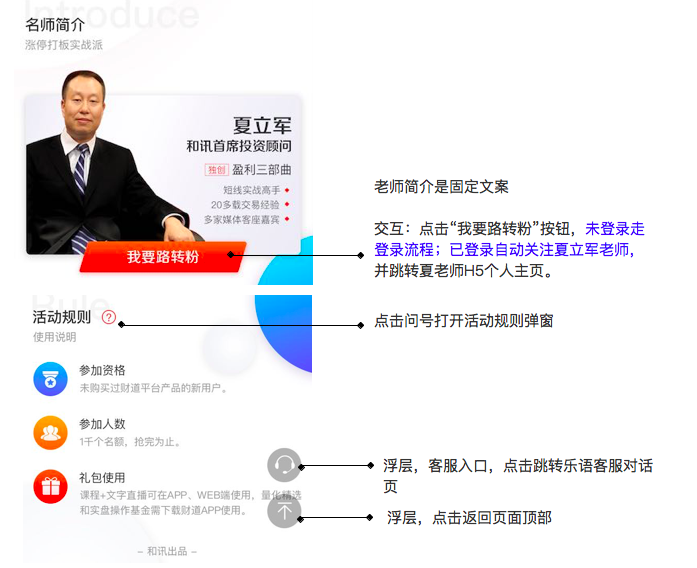 Introduce
名师简介
涨停打板实战派
夏立军
和讯首席投资顾问
独创 盈利三部曲
短线实战高手
20多载交易经验
多家媒体客座嘉宾
我要路转粉
老师简介是固定文案
交互：点击“我要路转粉”按钮，未登录走
登录流程；已登录自动关注夏立军老师，
并跳转夏老师H5个人主页。
Rule
活动规则 ?
使用说明
点击问号打开活动规则弹窗
参加资格
未购买过财道平台产品的新用户。
参加人数
1千个名额，抢完为止。
礼包使用
课程+文字直播可在APP、WEB端使用，量化精选
和实盘操作基金需下载财道APP使用。
浮层，客服入口，点击跳转乐语客服对话
页
浮层，点击返回页面顶部
– 和讯出品 –